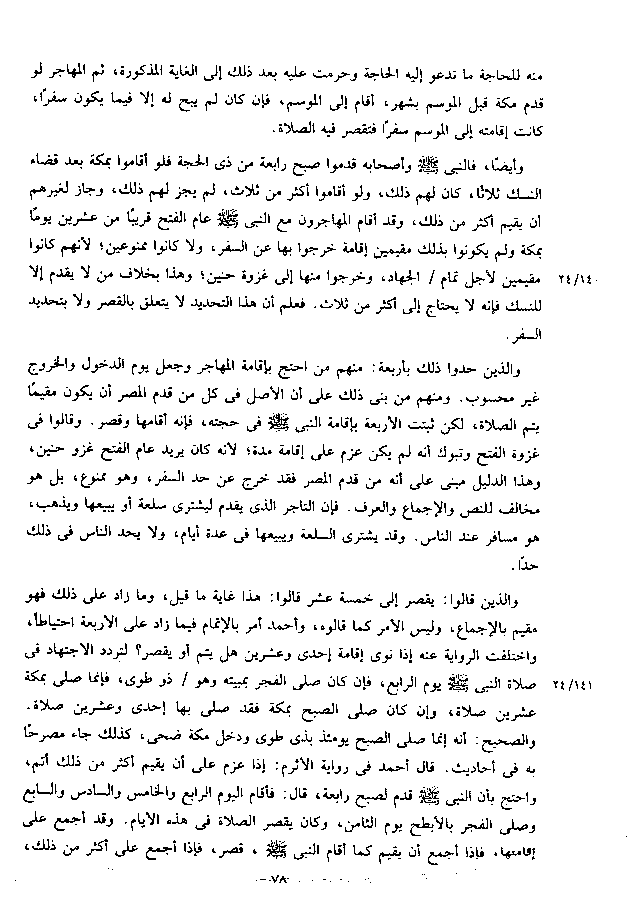 منه للحاجة ما تدعو إليه الحاجة وحرمت عليه بعد ذلك إلى الغاية المذكورة، ثم المهاجر لو
قدم مكة قبل الموسم بشهر، أقام إلى الموسم، فإن كان لم يبح له إلا فيما يكون سفرًا،
كانت إقامته إلى الموسم سفرًا فتقصر فيه الصلاة.
وأيضًا، فالنبى ﷺ وأصحابه قدموا صبح رابعة من ذى الحجة فلو أقاموا بمكة بعد قضاء
النسك ثلاثًا، كان لهم ذلك، ولو أقاموا أكثر من ثلاث، لم يجز لهم ذلك، وجاز لغيرهم
أن يقيم أكثر من ذلك، وقد أقام المهاجرون مع النبى ﷺ عام الفتح قريبًا من عشرين يومًا
بمكة ولم يكونوا بذلك مقيمين إقامة خرجوا بها عن السفر، ولا كانوا ممنوعين؛ لأنهم كانوا
مقيمين لأجل تمام / الجهاد، وخرجوا منها إلى غزوة حنين؛ وهذا بخلاف من لا يقدم إلا
٢٤/١٤٠
للنسك فإنه لا يحتاج إلى أكثر من ثلاث. فعلم أن هذا التحديد لا يتعلق بالقصر ولا بتحديد
السفر.
والذين حدوا ذلك بأربعة: منهم من احتج بإقامة المهاجر وجعل يوم الدخول والخروج
غير محسوب. ومنهم من بنى ذلك على أن الأصل فى كل من قدم المصر أن يكون مقيمًا
يتم الصلاة، لكن ثبتت الأربعة بإقامة النبى ﷺ فى حجته، فإنه أقامها وقصر. وقالوا فى
غزوة الفتح وتبوك أنه لم يكن عزم على إقامة مدة؛ لأنه كان يريد عام الفتح غزو حنين،
وهذا الدليل مبنى على أنه من قدم المصر فقد خرج عن حد السفر، وهو ممنوع، بل هو
مخالف للنص والإجماع والعرف. فإن التاجر الذى يقدم ليشترى سلعة أو يبيعها ويذهب،
هو مسافر عند الناس. وقد يشترى السلعة ويبيعها فى عدة أيام، ولا يحد الناس فى ذلك
حدًا.
والذين قالوا: يقصر إلى خمسة عشر قالوا: هذا غاية ما قيل، وما زاد على ذلك فهو
مقيم بالإجماع، وليس الأمر كما قالوه، وأحمد أمر بالإتمام فيما زاد على الأربعة احتياطًا،
واختلفت الرواية عنه إذا نوى إقامة إحدى وعشرين هل يتم أو يقصر؟ لتردد الاجتهاد فى
صلاة النبى ﷺ يوم الرابع، فإن كان صلى الفجر بمبيته وهو / ذو طوى، فإنما صلى بمكة
٢٤/١٤١
عشرين صلاة، وإن كان صلى الصبح بمكة فقد صلى بها إحدى وعشرين صلاة.
والصحيح: أنه إنما صلى الصبح يومئذ بذى طوى ودخل مكة ضحى، كذلك جاء مصرحًا
به فى أحاديث. قال أحمد فى رواية الأثرم: إذا عزم على أن يقيم أكثر من ذلك أتم،
واحتج بأن النبى ﷺ قدم لصبح رابعة، قال: فأقام اليوم الرابع والخامس والسادس والسابع
وصلى الفجر بالأبطح يوم الثامن، وكان يقصر الصلاة فى هذه الأيام. وقد أجمع على
إقامتها، فإذا أجمع أن يقيم كما أقام النبى ﷺ، قصر، فإذا أجمع على أكثر من ذلك،
٧٨